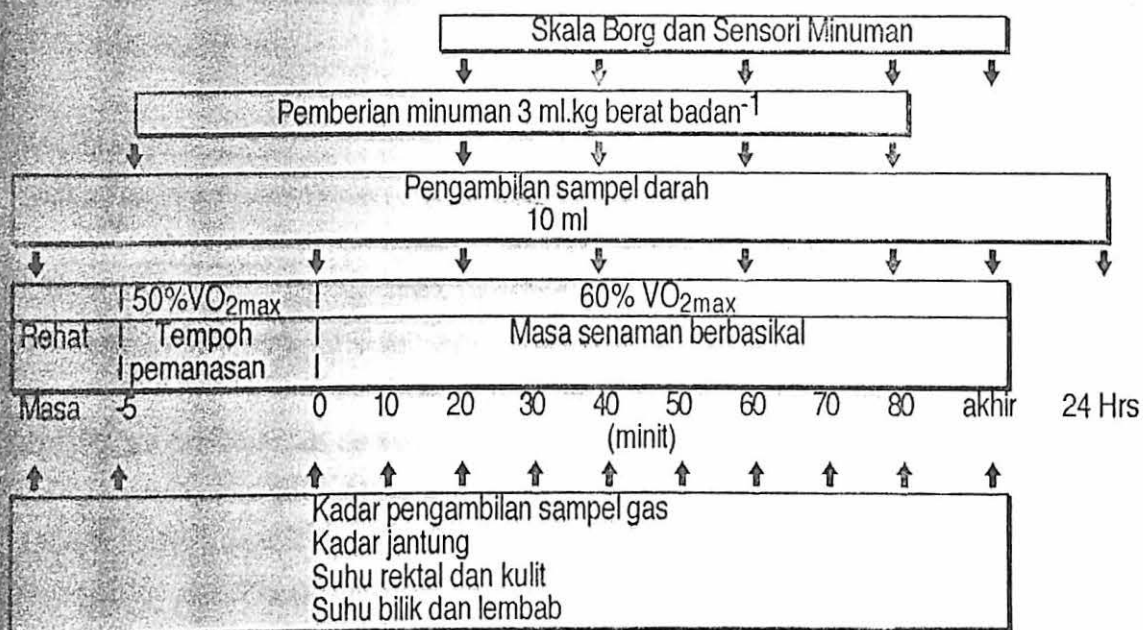 Skala Borg dan Sensori Minuman
Pemberian minuman 3 ml.kg berat badan⁻¹
Pengambilan sampel darah
10 ml
50%VO₂max 60% VO₂max
Rehat Tempoh Masa senaman berbasikal
pemanasan
Masa -5 0 10 20 30 40 50 60 70 80 akhir 24 Hrs
(minit)
Kadar pengambilan sampel gas
Kadar jantung
Suhu rektal dan kulit
Suhu bilik dan lembab